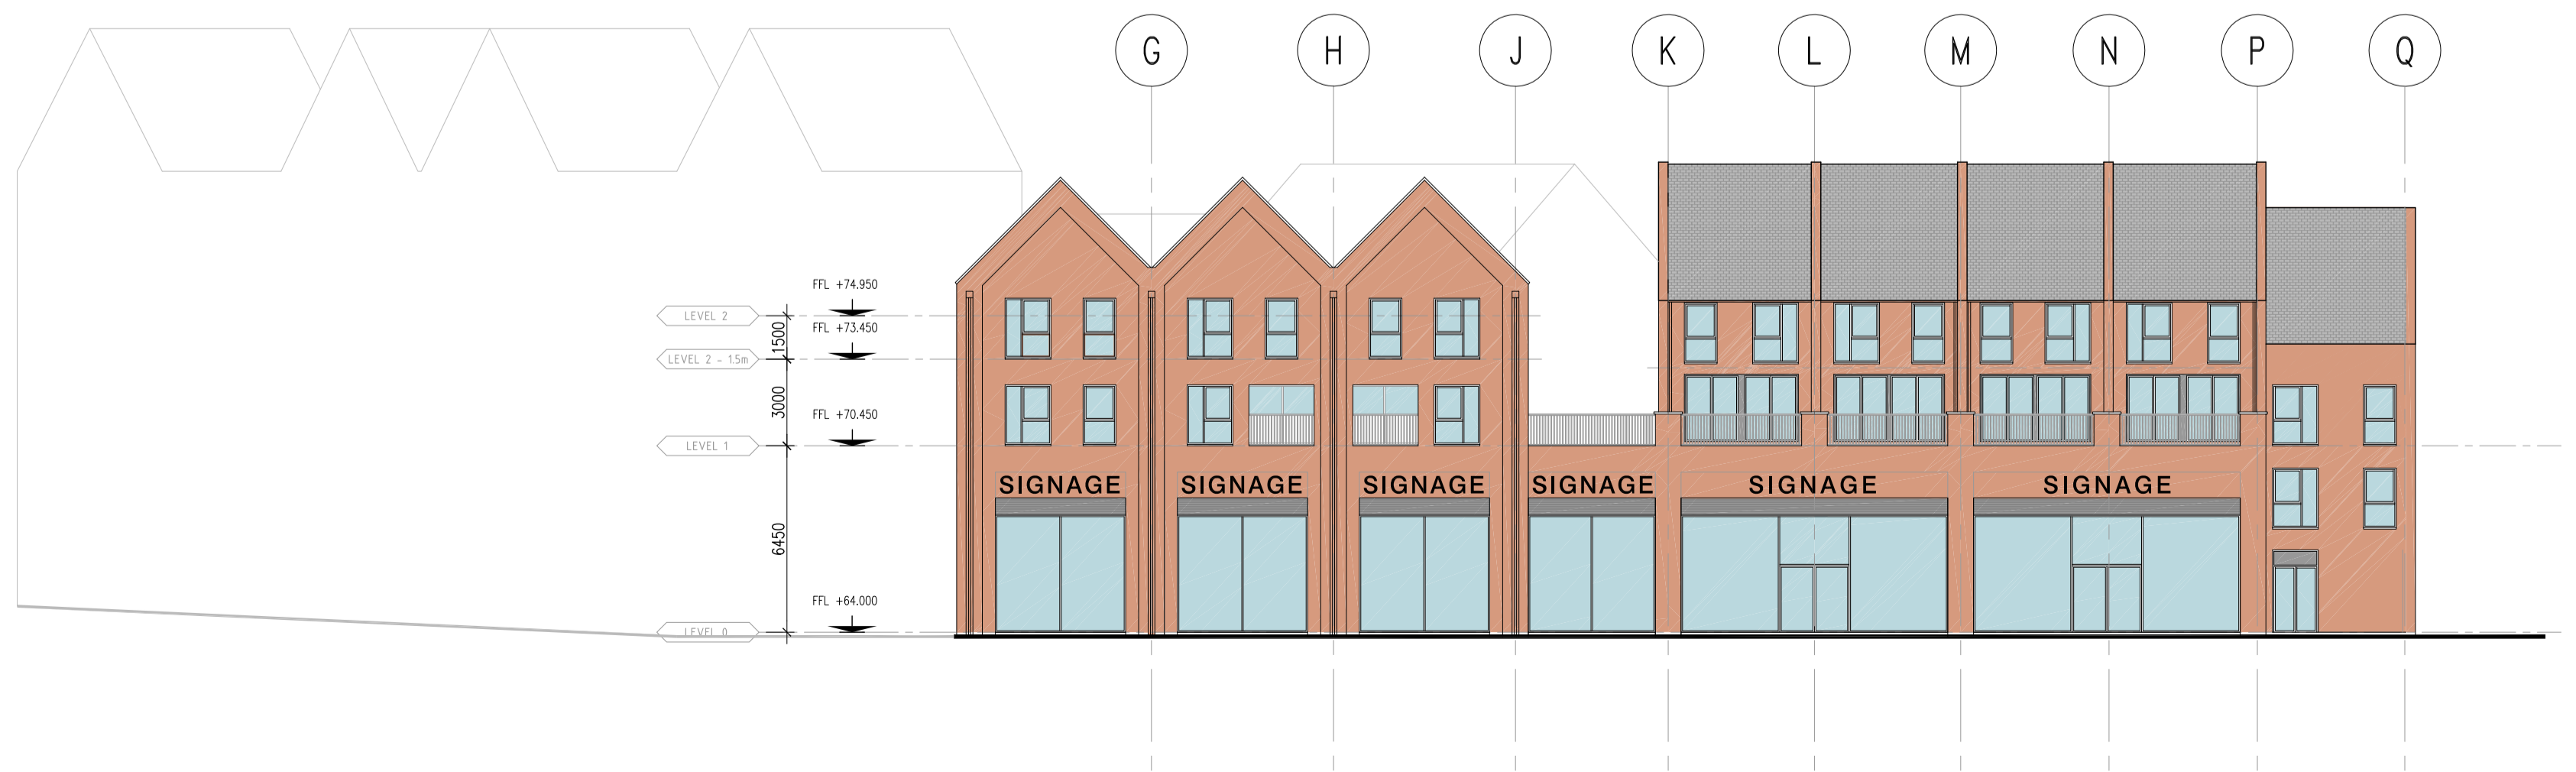 G H J K L M N P Q
FFL +74.950
LEVEL 2
1500
FFL +73.450
LEVEL 2 - 1.5m
3000
FFL +70.450
LEVEL 1
SIGNAGE SIGNAGE SIGNAGE SIGNAGE SIGNAGE SIGNAGE
6450
FFL +64.000
LEVEL 0